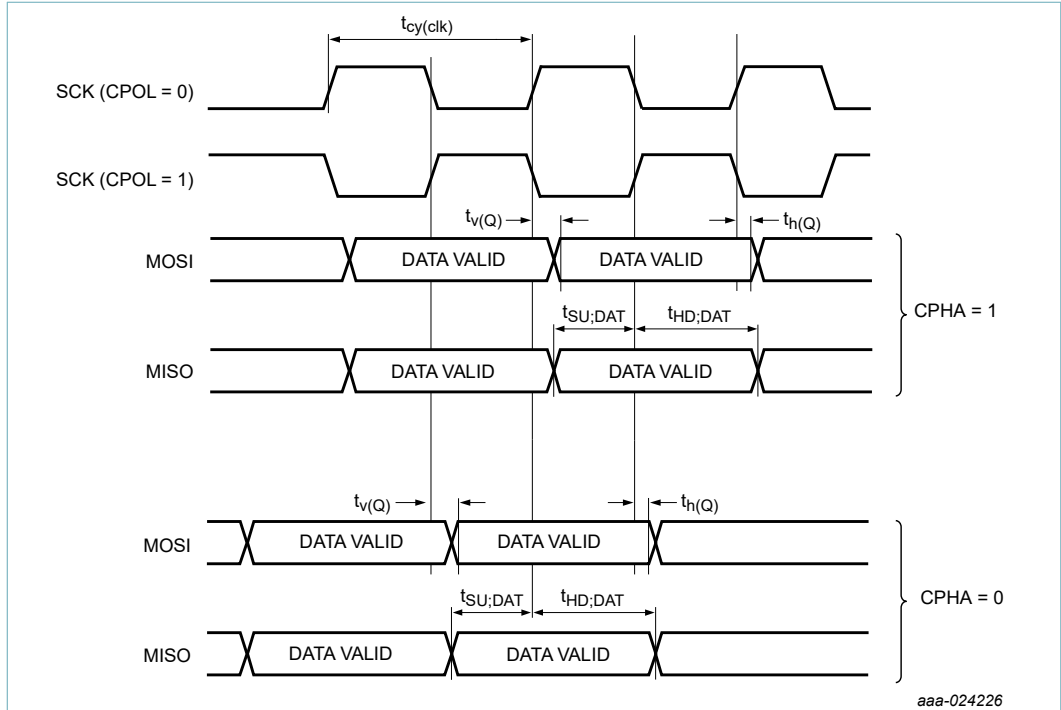 tcy(clk)
SCK (CPOL = 0)
SCK (CPOL = 1)
tv(Q)
th(Q)
MOSI
DATA VALID
DATA VALID
CPHA = 1
tSU;DAT
tHD;DAT
MISO
DATA VALID
DATA VALID
tv(Q)
th(Q)
MOSI
DATA VALID
DATA VALID
CPHA = 0
tSU;DAT
tHD;DAT
MISO
DATA VALID
DATA VALID
aaa-024226